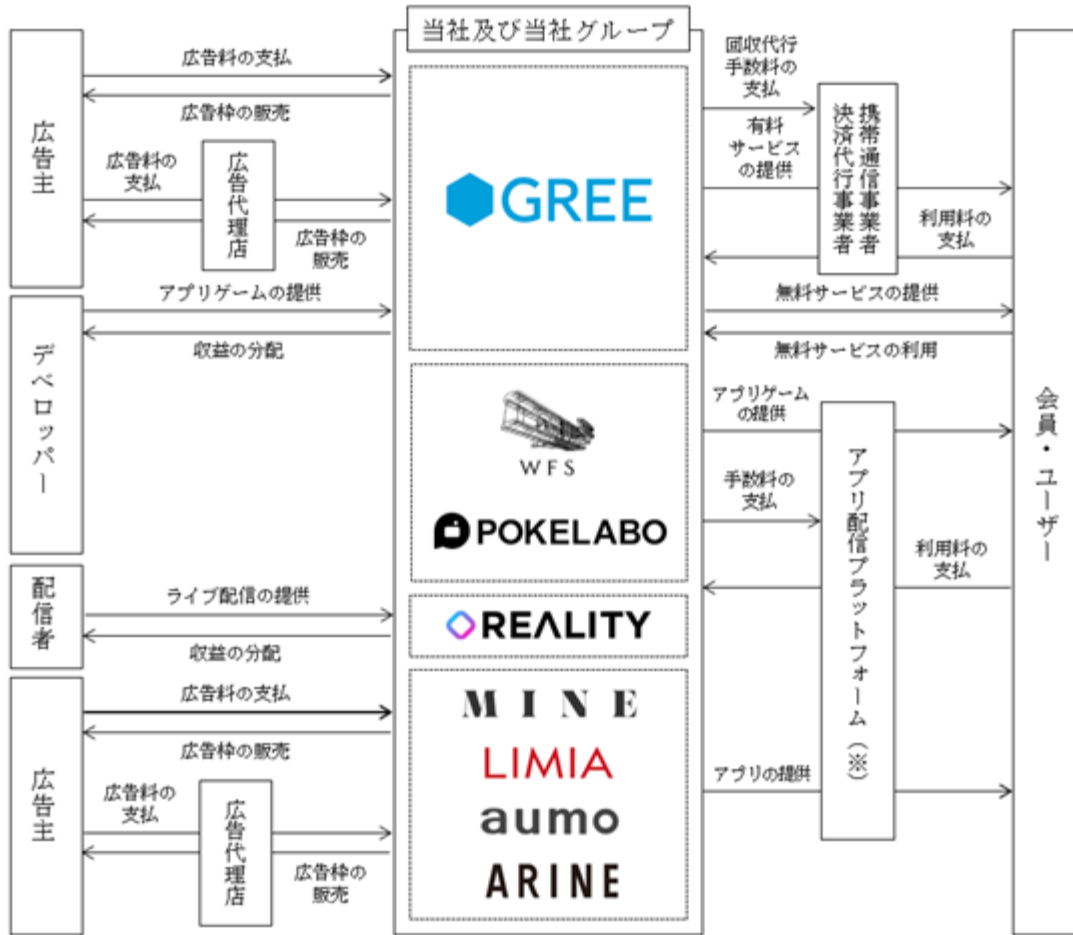 当社及び当社グループ
広告主
広告料の支払
広告枠の販売
広告料の
支払
広告代理店
広告枠の
販売
デベロッパー
アプリゲームの提供
収益の分配
配信者
ライブ配信の提供
収益の分配
広告主
広告料の支払
広告枠の販売
広告料の
支払
広告代理店
広告枠の
販売
GREE
WFS
POKELABO
REALITY
MINE
LIMIA
aumo
ARINE
回収代行
手数料の
支払
有料
サービス
の提供
携帯通信事業者
決済代行事業者
利用料の
支払
無料サービスの提供
無料サービスの利用
アプリゲーム
の提供
手数料の
支払
アプリ配信プラットフォーム（※）
利用料の
支払
アプリの提供
会員・ユーザー